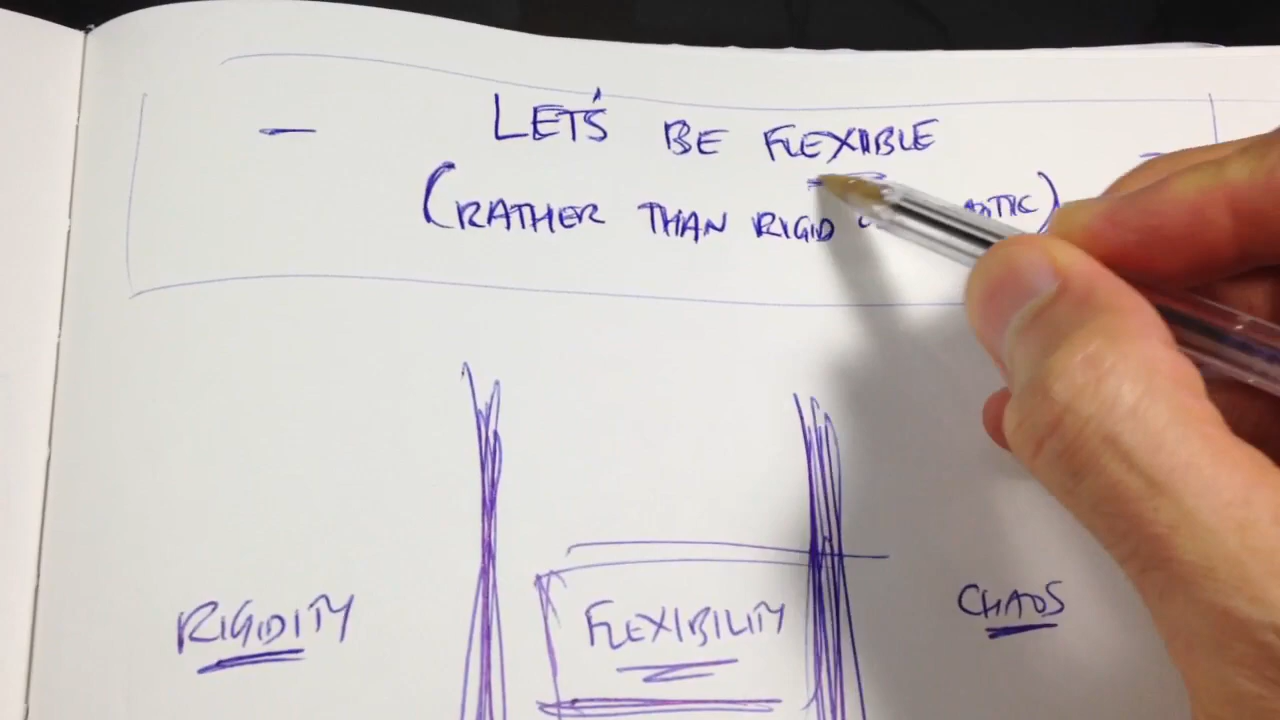 LET'S BE FLEXIBLE
(RATHER THAN RIGID
RIGIDITY
FLEXIBILITY
CHAOS